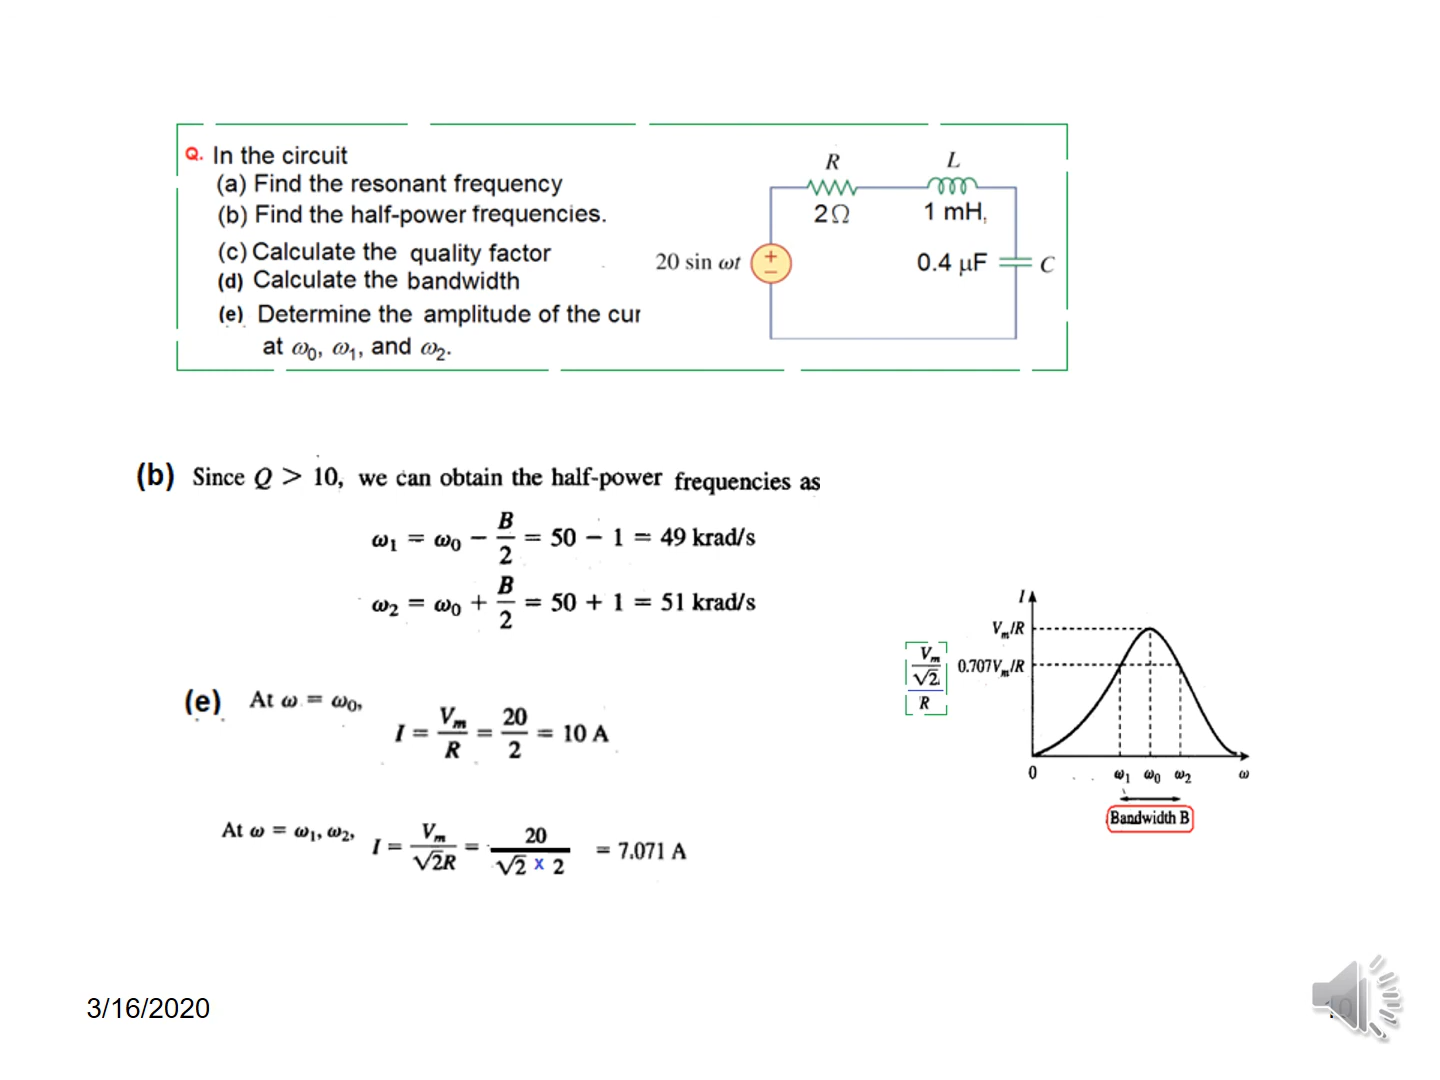 Q. In the circuit
(a) Find the resonant frequency
(b) Find the half-power frequencies.
(c) Calculate the quality factor
(d) Calculate the bandwidth
(e) Determine the amplitude of the cur
at ω₀, ω₁, and ω₂.
R
L
2Ω
1 mH,
20 sin ωt
+
−
0.4 μF
C
(b) Since Q > 10, we can obtain the half-power frequencies as
ω₁ = ω₀ − B/2 = 50 − 1 = 49 krad/s
ω₂ = ω₀ + B/2 = 50 + 1 = 51 krad/s
(e) At ω = ω₀,
I = Vₘ/R = 20/2 = 10 A
At ω = ω₁, ω₂, I = Vₘ/√2R = 20/√2 x 2 = 7.071 A
I
Vₘ/R
Vₘ/√2/R
0.707Vₘ/R
0 ω₁ ω₀ ω₂ ω
Bandwidth B
3/16/2020